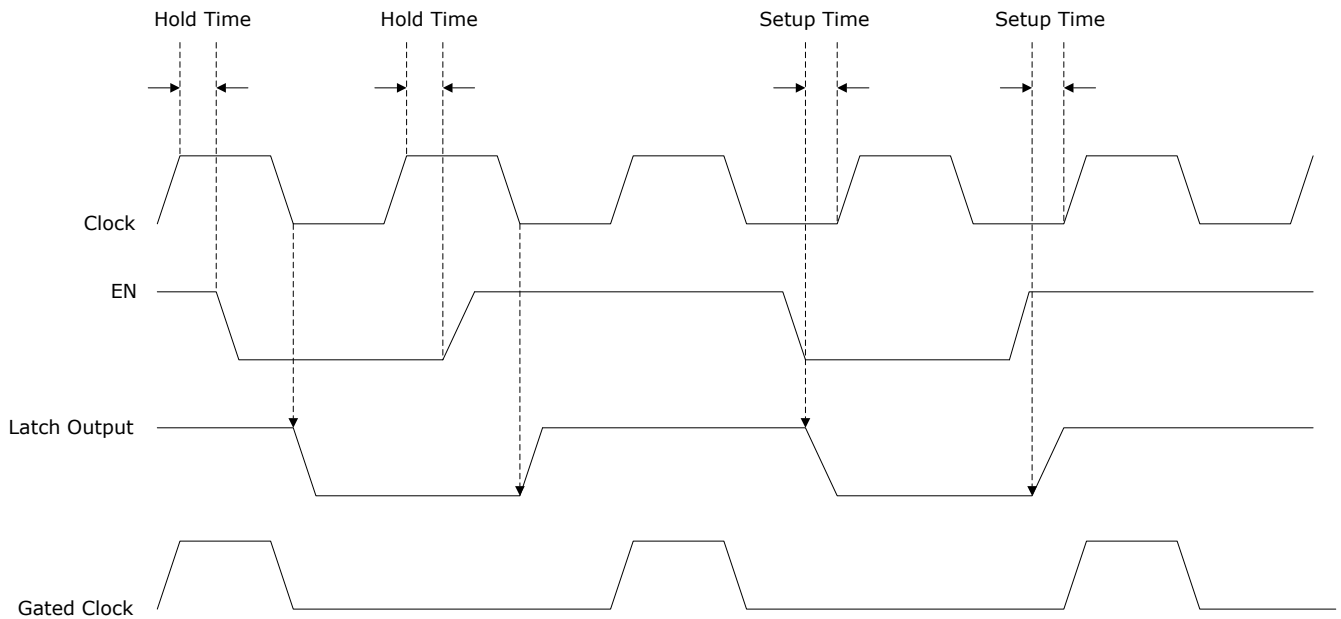 Hold Time
Hold Time
Setup Time
Setup Time
Clock
EN
Latch Output
Gated Clock